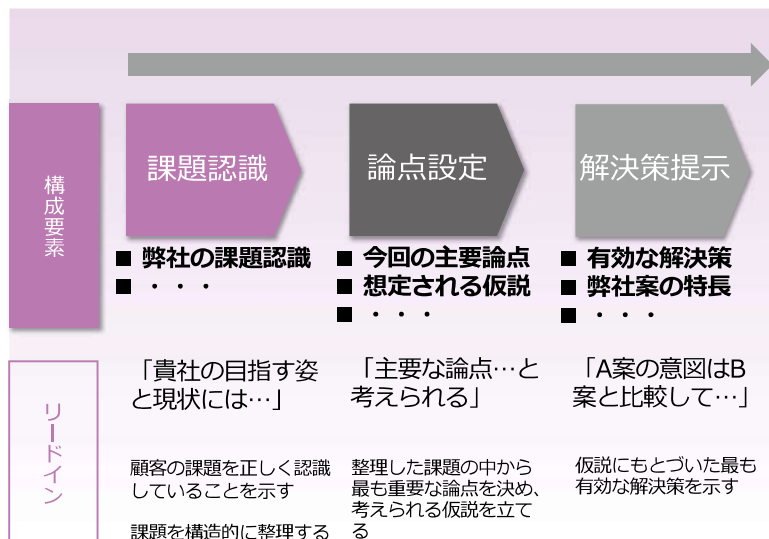 構成要素
課題認識
論点設定
解決策提示
■ 弊社の課題認識
■ ・・・
■ 今回の主要論点
■ 想定される仮説
■ ・・・
■ 有効な解決策
■ 弊社案の特長
■ ・・・
リードイン
「貴社の目指す姿
と現状には…」
「主要な論点…と
考えられる」
「A案の意図はB
案と比較して…」
顧客の課題を正しく認識
していることを示す
課題を構造的に整理する
整理した課題の中から
最も重要な論点を決め、
考えられる仮説を立て
る
仮説にもとづいた最も
有効な解決策を示す